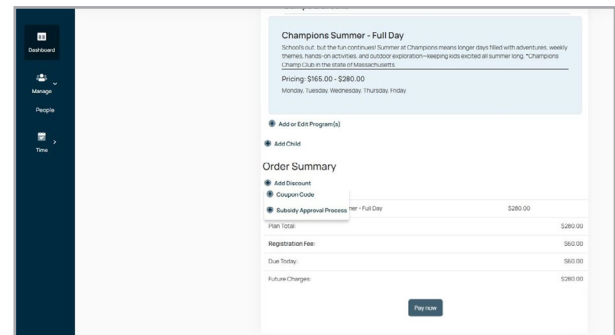 Dashboard
Manage
People
Time
Champions Summer - Full Day
School's out, but the fun continues! Summer at Champions means longer days filled with adventures, weekly
themes, hands-on activities, and outdoor exploration—keeping kids excited all summer long. *Champions
Champ Club in the state of Massachusetts.
Pricing: $165.00 - $280.00
Monday, Tuesday, Wednesday, Thursday, Friday
Add or Edit Program(s)
Add Child
Order Summary
Add Discount
Coupon Code
Subsidy Approval Process
mer - Full Day $280.00
Plan Total: $280.00
Registration Fee: $60.00
Due Today: $60.00
Future Charges: $280.00
Pay now